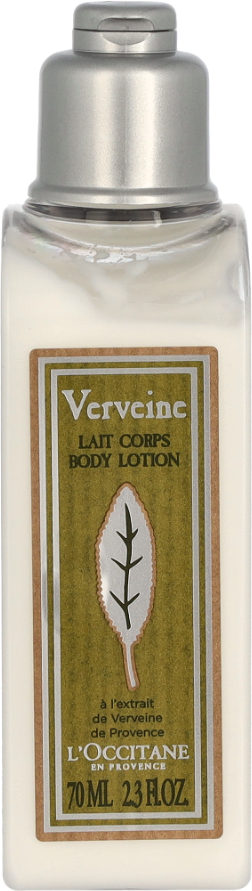 Verveine
LAIT CORPS
BODY LOTION
à l'extrait
de Verveine
de Provence
L'OCCITANE
EN PROVENCE
70 ML 2.3 FL.OZ.